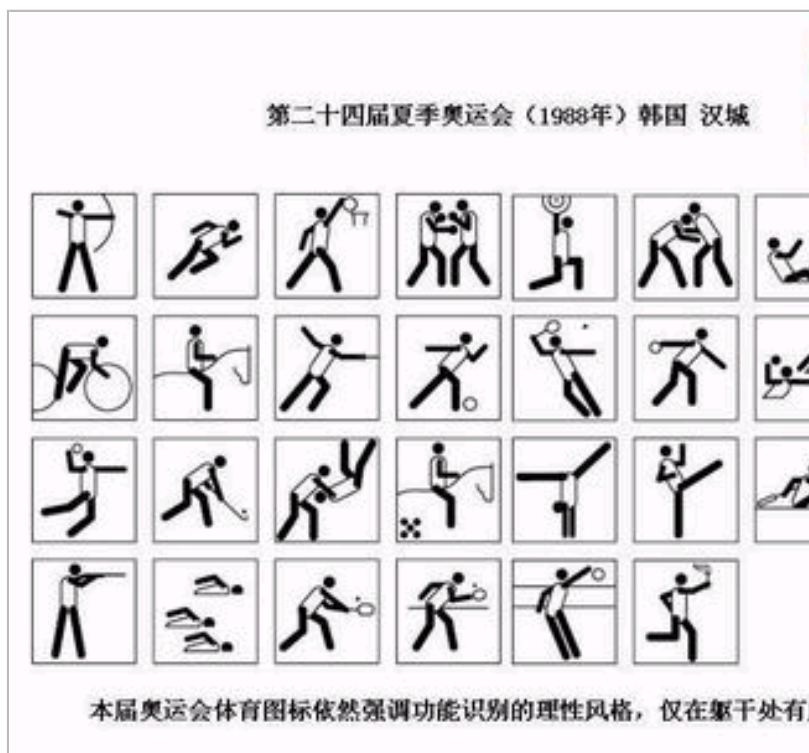 第二十四届夏季奥运会（1988年）韩国 汉城
本届奥运会体育图标依然强调功能识别的理性风格，仅在躯干处有